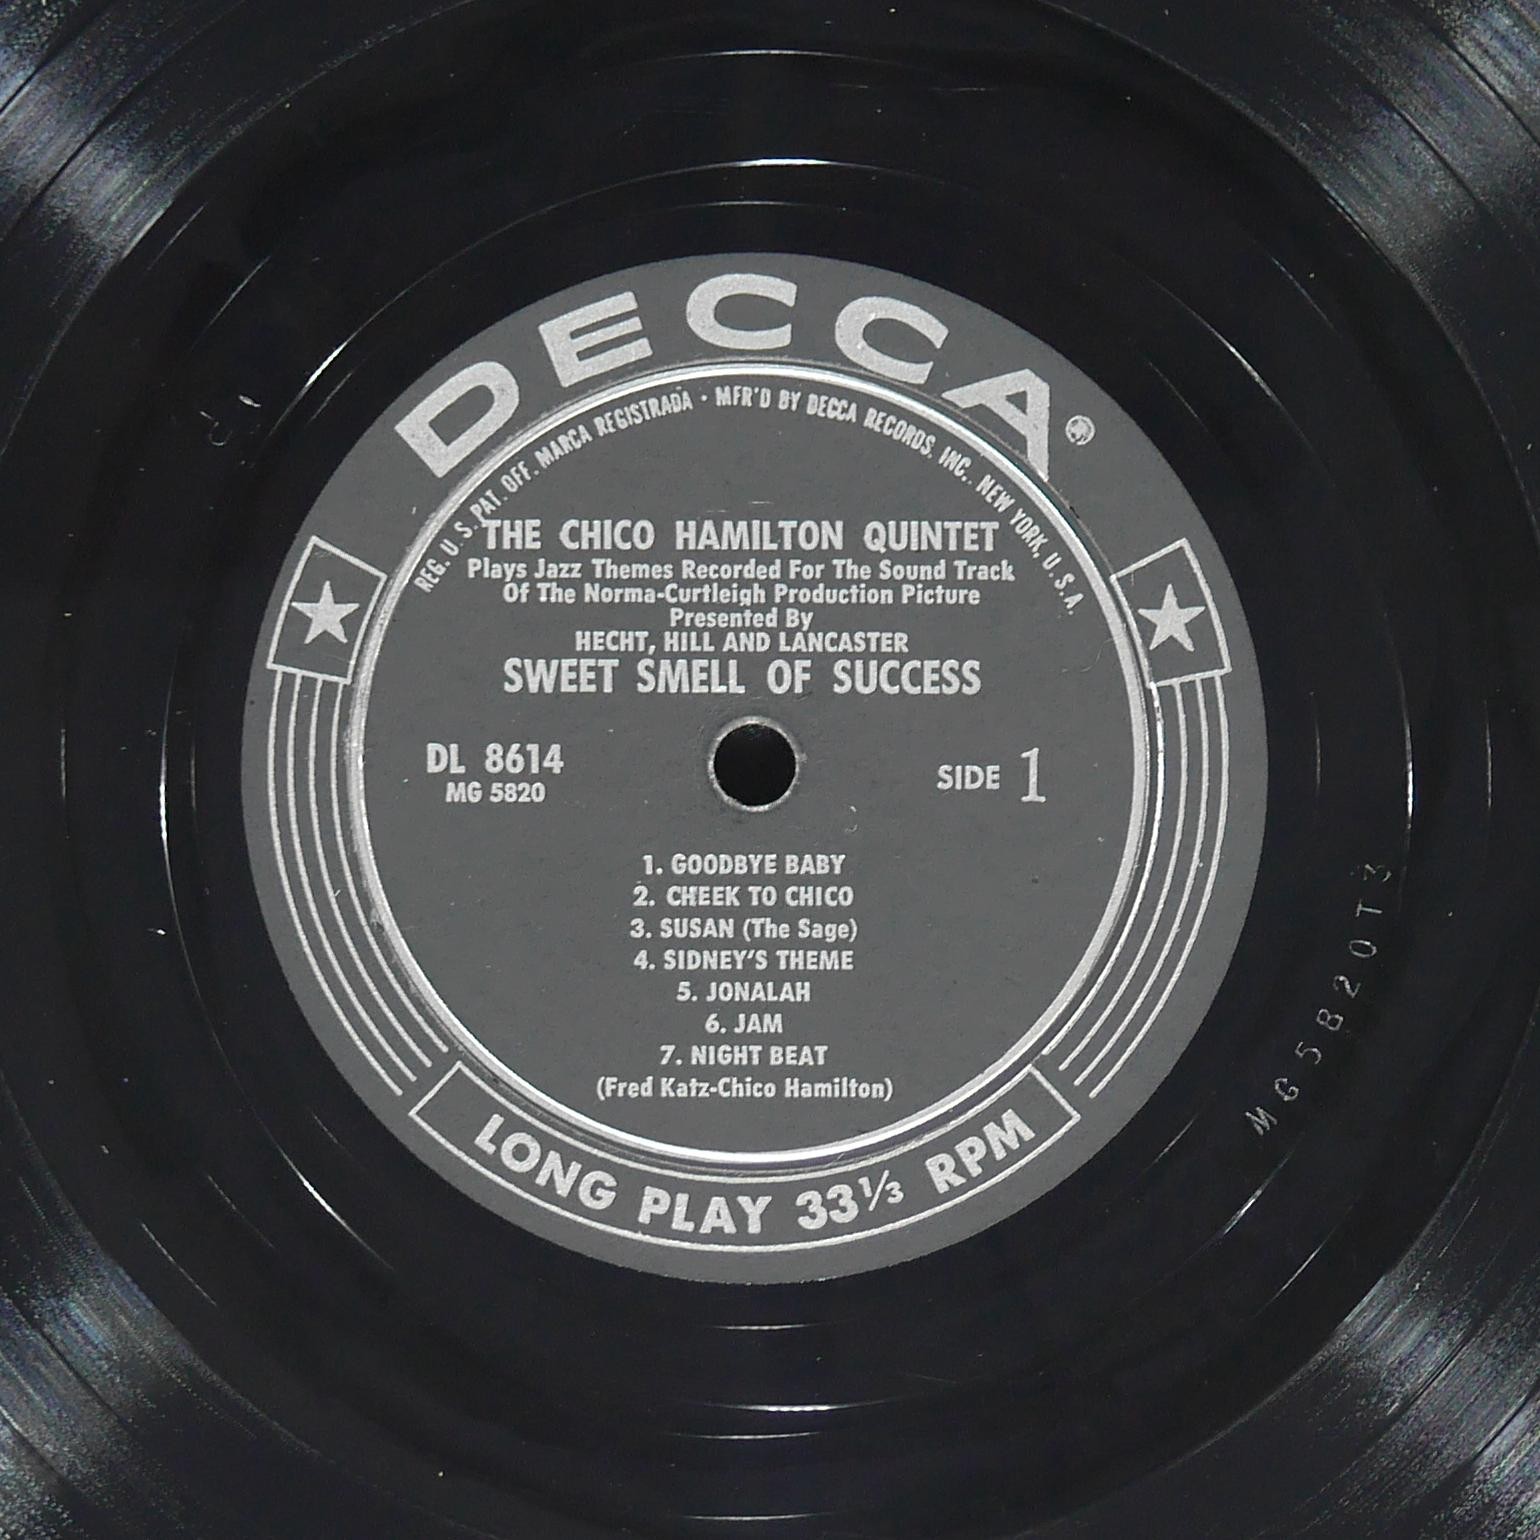 DECCA®
REG. U.S. PAT. OFF. MARCA REGISTRADA · MFR'D BY DECCA RECORDS, INC., NEW YORK, U.S.A.
THE CHICO HAMILTON QUINTET
Plays Jazz Themes Recorded For The Sound Track
Of The Norma-Curtleigh Production Picture
Presented By
HECHT, HILL AND LANCASTER
SWEET SMELL OF SUCCESS
DL 8614
MG 5820
SIDE 1
1. GOODBYE BABY
2. CHEEK TO CHICO
3. SUSAN (The Sage)
4. SIDNEY'S THEME
5. JONALAH
6. JAM
7. NIGHT BEAT
(Fred Katz-Chico Hamilton)
LONG PLAY 33⅓ RPM
MG 5820T3